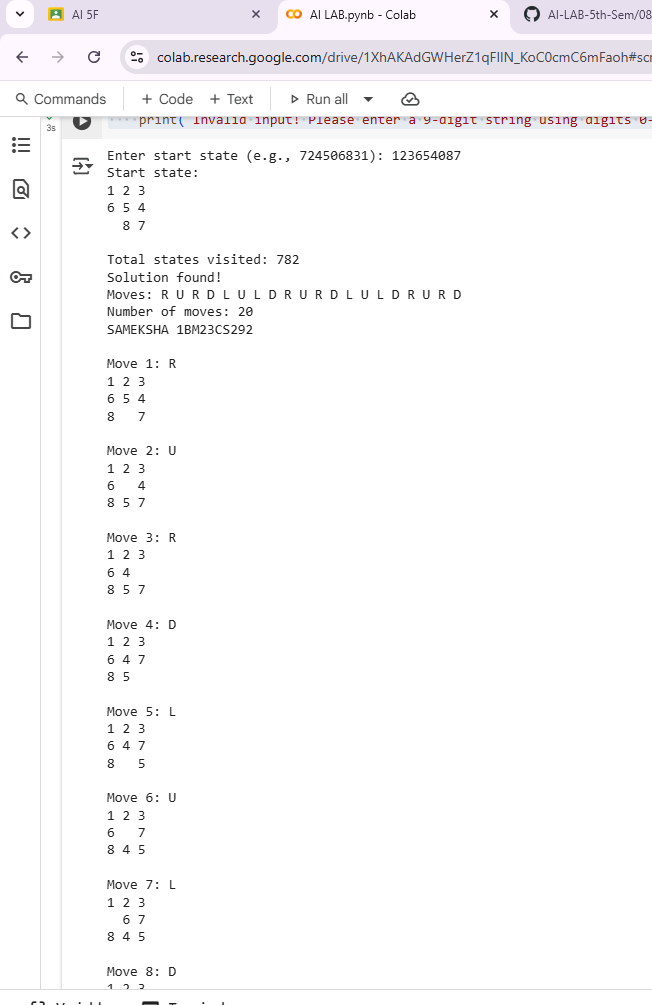 AI 5F
AI LAB.pynb - Colab
AI-LAB-5th-Sem/08
colab.research.google.com/drive/1XhAKAdGWHerZ1qFIIN_KoC0cmC6mFaoh#scr
Commands + Code + Text Run all
3s
print( Invalid input! Please enter a 9-digit string using digits 0-
Enter start state (e.g., 724506831): 123654087
Start state:
1 2 3
6 5 4
8 7
Total states visited: 782
Solution found!
Moves: R U R D L U L D R U R D L U L D R U R D
Number of moves: 20
SAMEKSHA 1BM23CS292
Move 1: R
1 2 3
6 5 4
8   7
Move 2: U
1 2 3
6   4
8 5 7
Move 3: R
1 2 3
6 4
8 5 7
Move 4: D
1 2 3
6 4 7
8 5
Move 5: L
1 2 3
6 4 7
8   5
Move 6: U
1 2 3
6   7
8 4 5
Move 7: L
1 2 3
6 7
8 4 5
Move 8: D
1 2 3